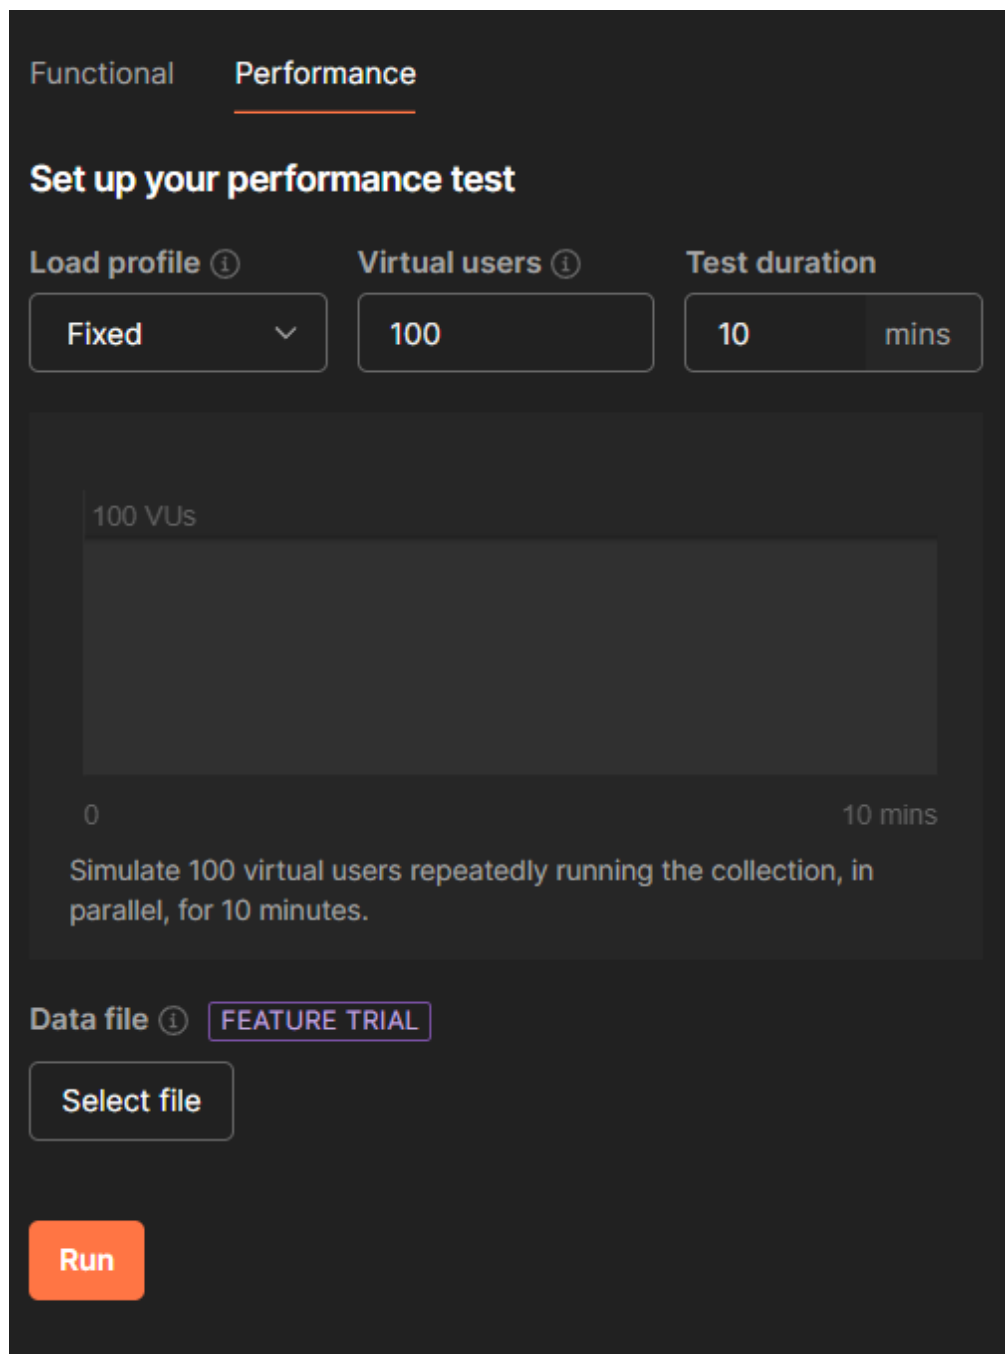 Functional Performance
Set up your performance test
Load profile Virtual users Test duration
Fixed 100 10 mins
100 VUs
0 10 mins
Simulate 100 virtual users repeatedly running the collection, in
parallel, for 10 minutes.
Data file FEATURE TRIAL
Select file
Run